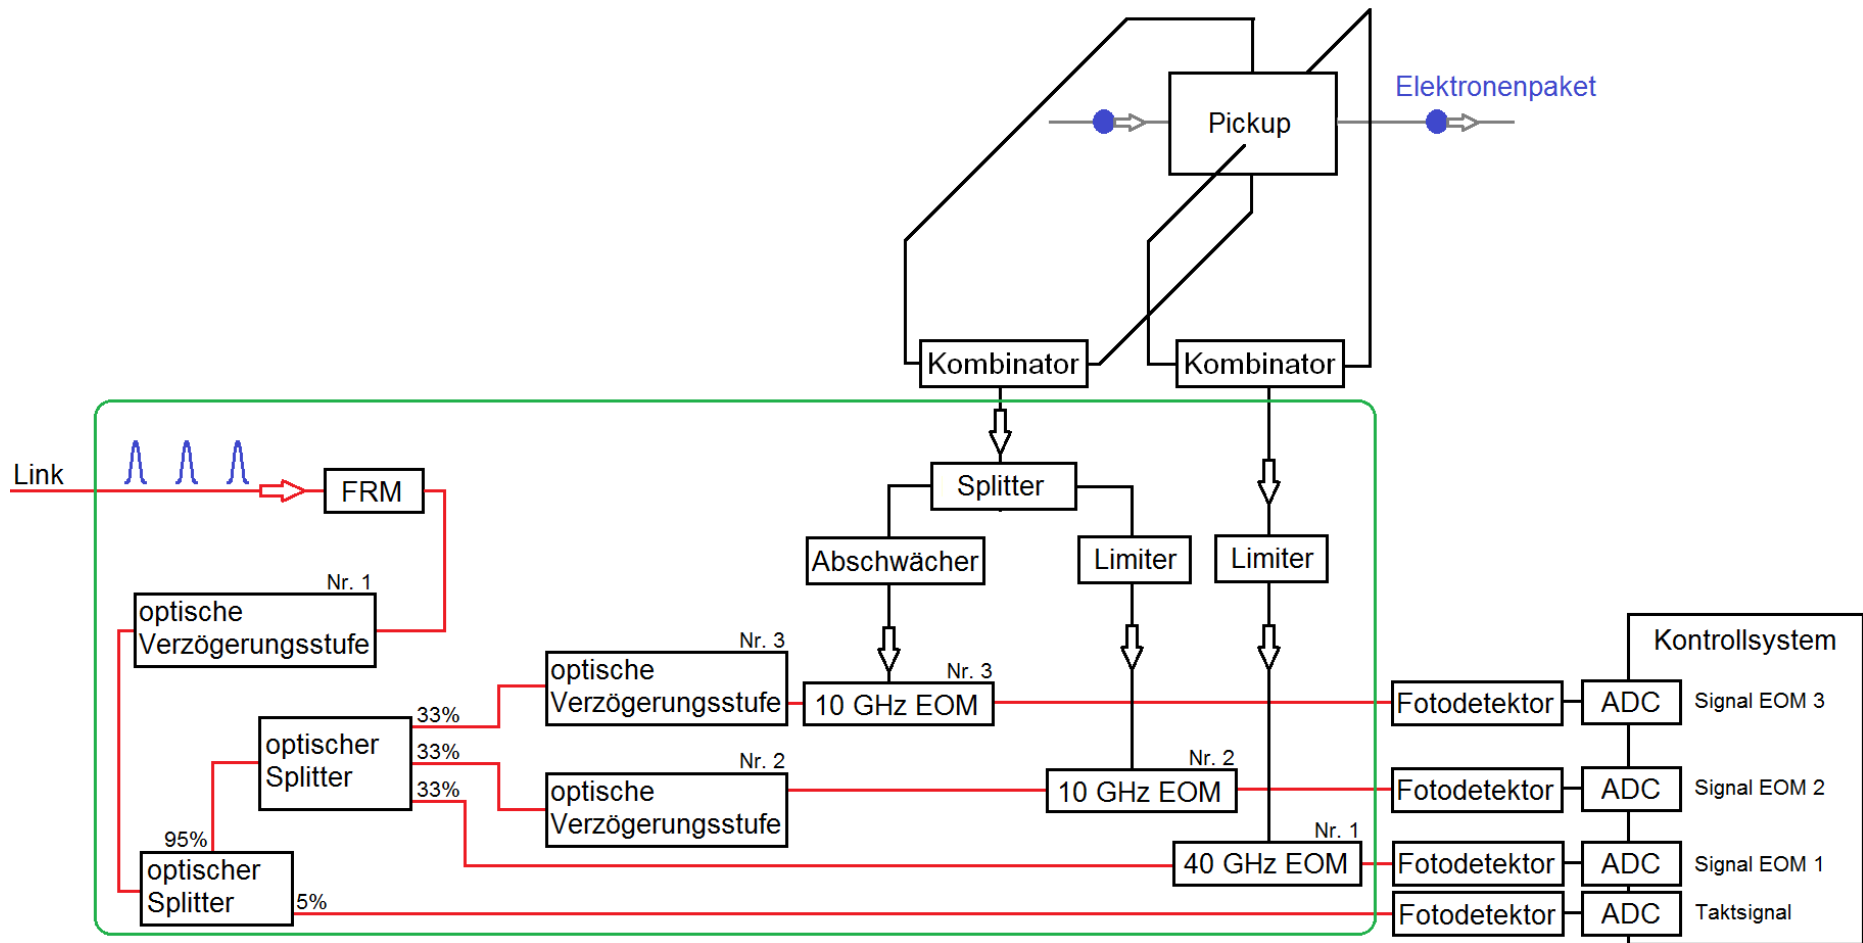 Elektronenpaket
Pickup
Kombinator
Kombinator
Link
FRM
Splitter
Abschwächer
Limiter
Limiter
Nr. 1
optische
Verzögerungsstufe
Nr. 3
optische
Verzögerungsstufe
Nr. 3
10 GHz EOM
Fotodetektor
ADC
Kontrollsystem
Signal EOM 3
33%
33%
33%
optischer
Splitter
Nr. 2
optische
Verzögerungsstufe
Nr. 2
10 GHz EOM
Fotodetektor
ADC
Signal EOM 2
95%
optischer
Splitter
5%
Nr. 1
40 GHz EOM
Fotodetektor
ADC
Signal EOM 1
Fotodetektor
ADC
Taktsignal